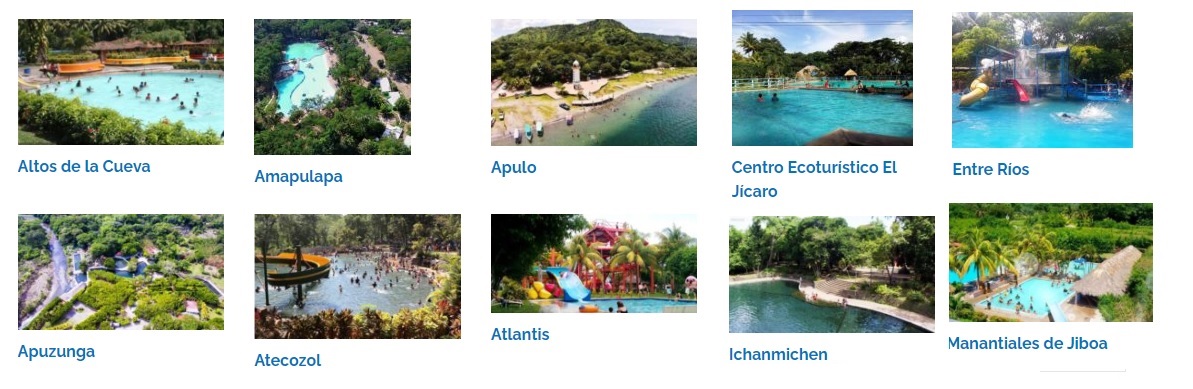 Altos de la Cueva
Amapulapa
Apulo
Centro Ecoturístico El
Jícaro
Entre Ríos
Apuzunga
Atecozol
Atlantis
Ichanmichen
Manantiales de Jiboa